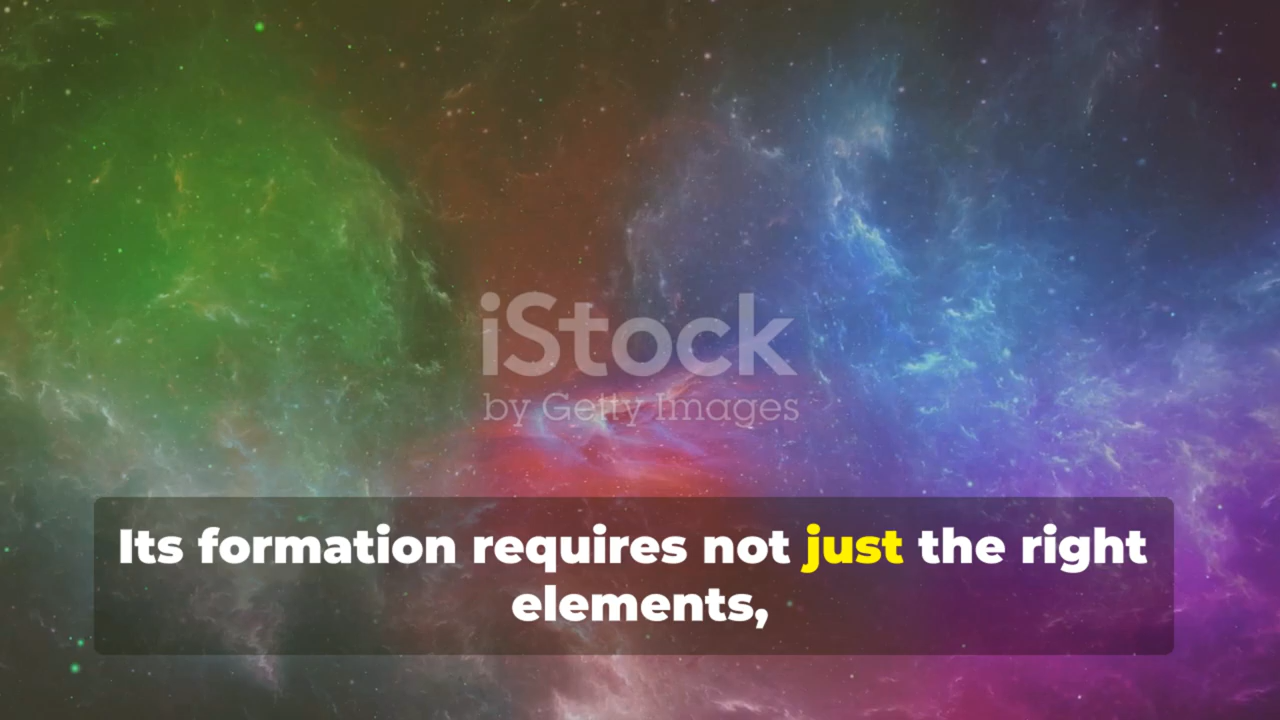 iStock
by Getty Images
Its formation requires not just the right
elements,